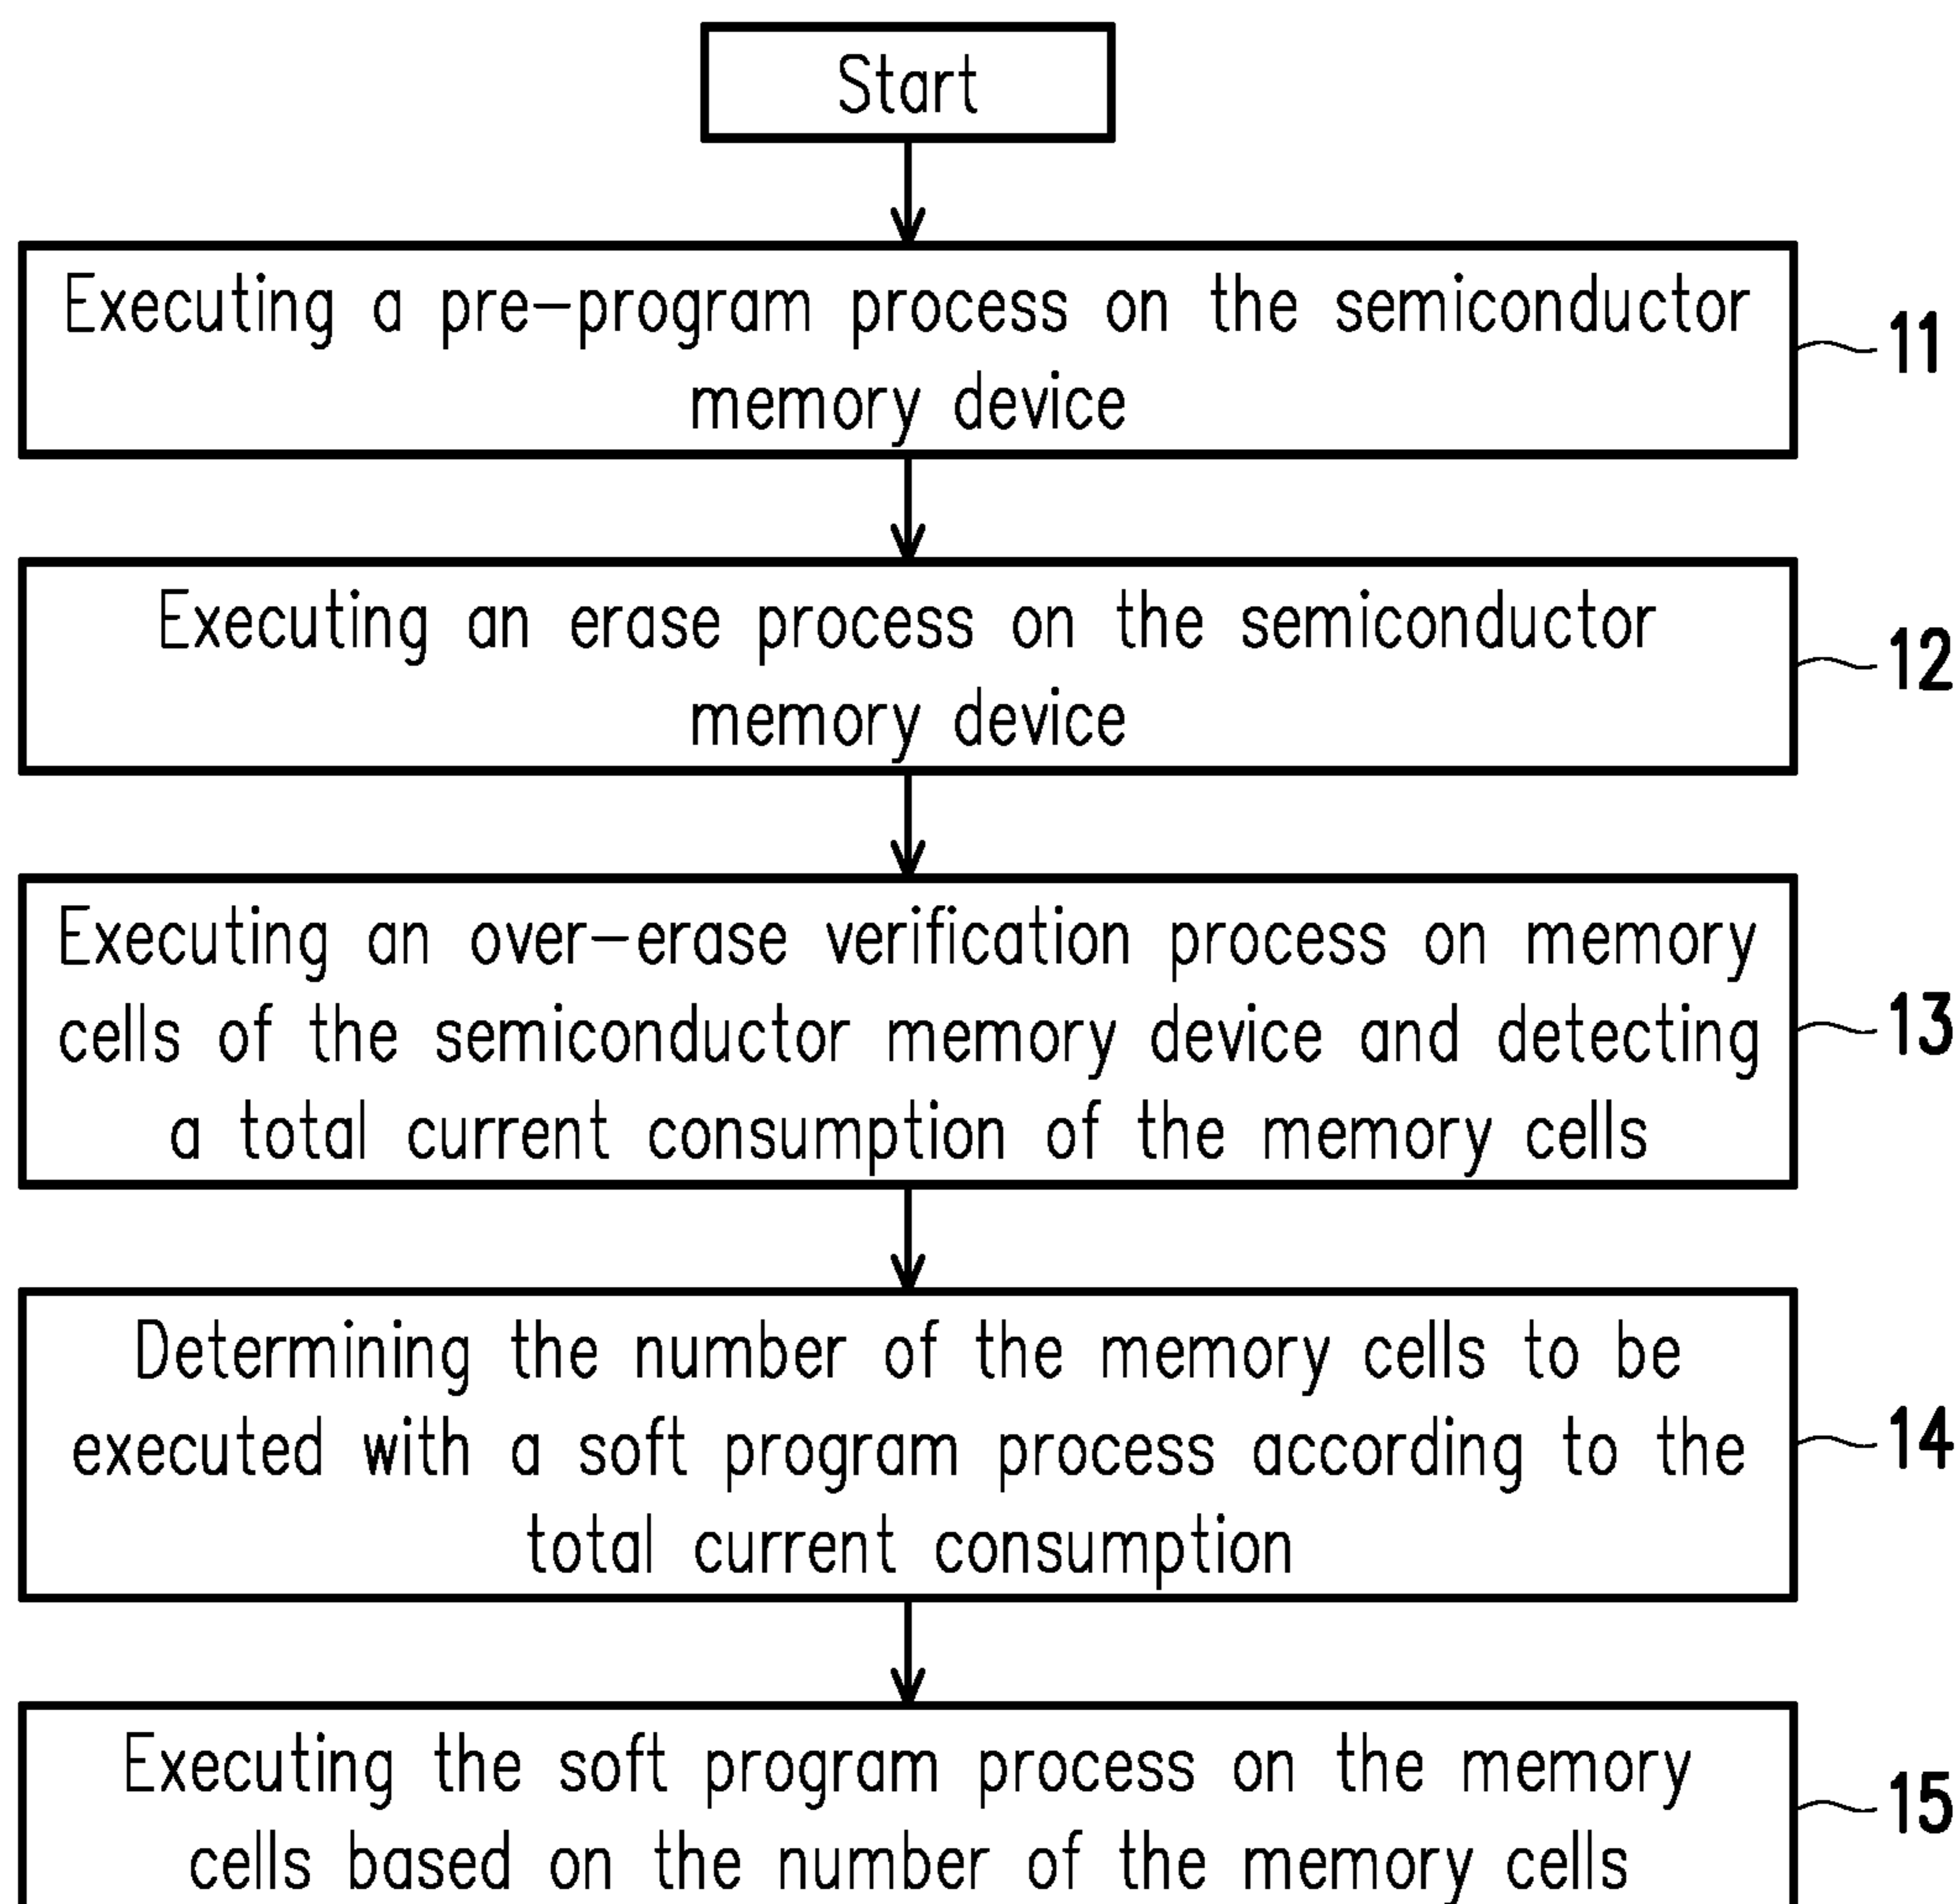 Start
Executing a pre-program process on the semiconductor
memory device
11
Executing an erase process on the semiconductor
memory device
12
Executing an over-erase verification process on memory
cells of the semiconductor memory device and detecting
a total current consumption of the memory cells
13
Determining the number of the memory cells to be
executed with a soft program process according to the
total current consumption
14
Executing the soft program process on the memory
cells based on the number of the memory cells
15